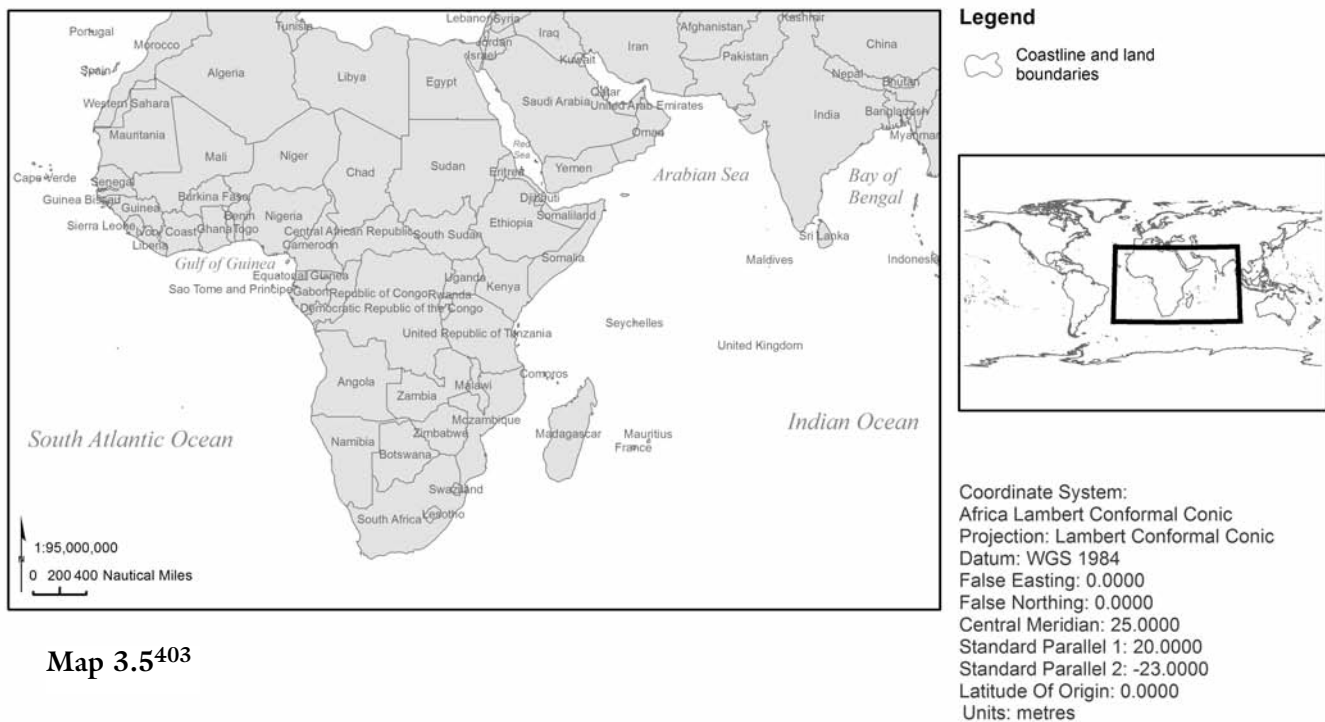 Portugal
Spain
Morocco
Tunisia
Algeria
Libya
Egypt
Lebanon
Syria
Jordan
Israel
Iraq
Iran
Kuwait
Afghanistan
Kashmir
Pakistan
China
Nepal
Bhutan
Bangladesh
Myanmar
India
Qatar
United Arab Emirates
Saudi Arabia
Oman
Yemen
Western Sahara
Mauritania
Mali
Niger
Chad
Sudan
Red
Sea
Eritrea
Arabian Sea
Bay of
Bengal
Cape Verde
Senegal
Guinea Bissau
Guinea
Burkina Faso
Benin
Nigeria
Djibouti
Somaliland
Ethiopia
Sierra Leone
Ivory Coast
Ghana
Togo
Liberia
Central African Republic
South Sudan
Cameroon
Somalia
Sri Lanka
Maldives
Indonesia
Gulf of Guinea
Equatorial Guinea
Sao Tome and Principe
Gabon
Republic of Congo
Uganda
Rwanda
Kenya
Democratic Republic of the Congo
United Republic of Tanzania
Seychelles
United Kingdom
Angola
Zambia
Malawi
Comoros
Mozambique
Zimbabwe
Madagascar
Mauritius
France
Indian Ocean
South Atlantic Ocean
Namibia
Botswana
Swaziland
South Africa
Lesotho
N
1:95,000,000
0 200 400 Nautical Miles
Map 3.5403
Legend
Coastline and land
boundaries
Coordinate System:
Africa Lambert Conformal Conic
Projection: Lambert Conformal Conic
Datum: WGS 1984
False Easting: 0.0000
False Northing: 0.0000
Central Meridian: 25.0000
Standard Parallel 1: 20.0000
Standard Parallel 2: -23.0000
Latitude Of Origin: 0.0000
Units: metres